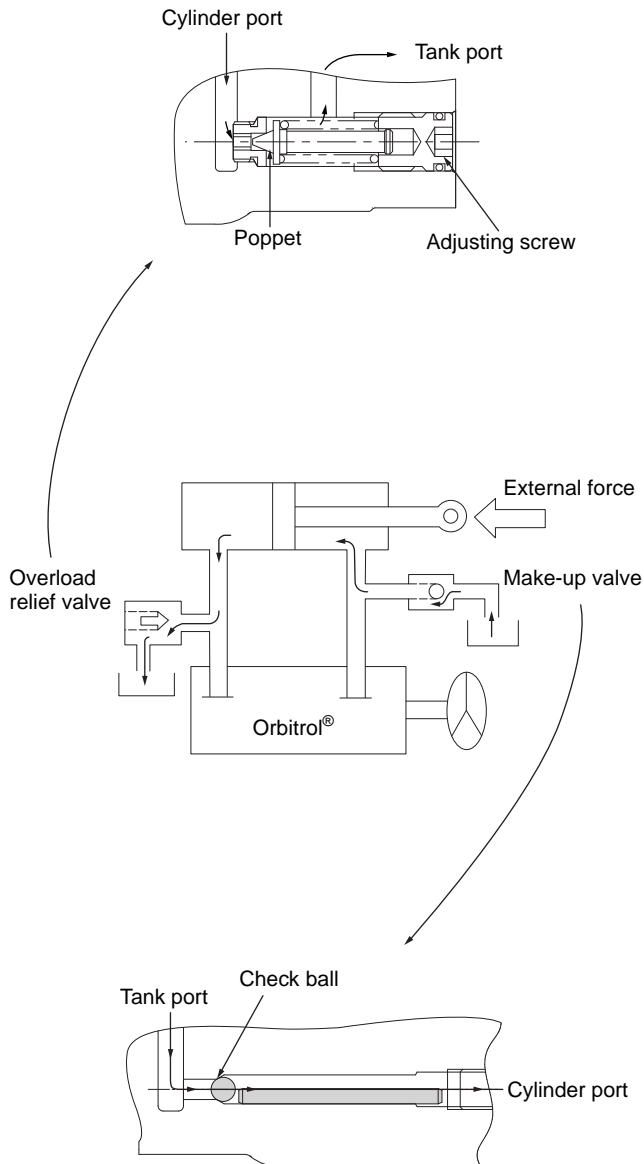 Cylinder port
Tank port
Poppet
Adjusting screw
External force
Overload
relief valve
Make-up valve
Orbitrol®
Check ball
Tank port
Cylinder port